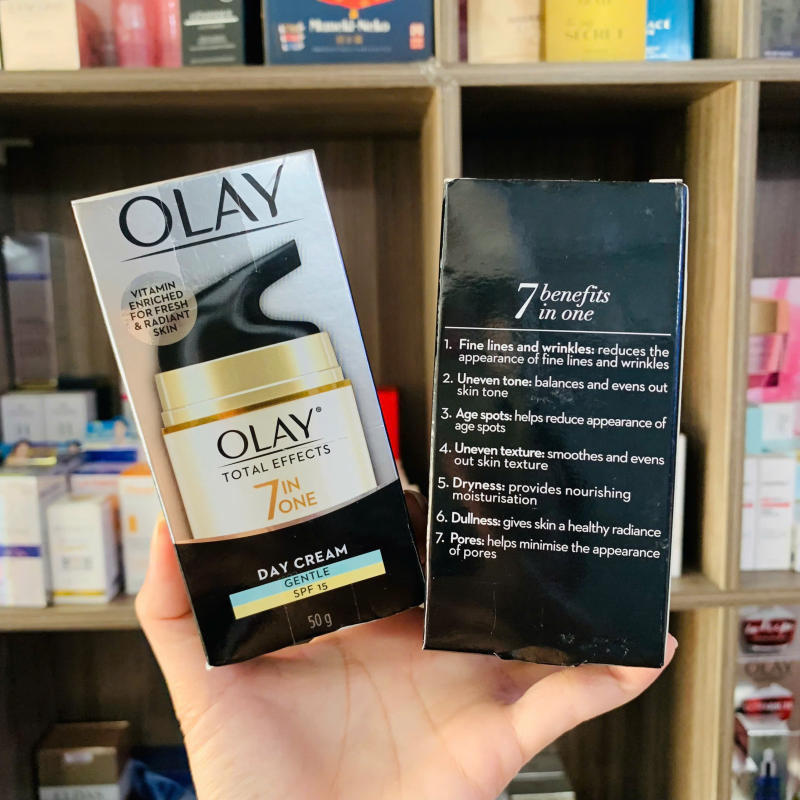 Maneki Neko
SECRET
OLAY
VITAMIN
ENRICHED
FOR FRESH
& RADIANT
SKIN
OLAY®
TOTAL EFFECTS
7 IN
ONE
DAY CREAM
GENTLE
SPF 15
50 g
7 benefits
in one
1. Fine lines and wrinkles: reduces the
appearance of fine lines and wrinkles
2. Uneven tone: balances and evens out
skin tone
3. Age spots: helps reduce appearance of
age spots
4. Uneven texture: smoothes and evens
out skin texture
5. Dryness: provides nourishing
moisturisation
6. Dullness: gives skin a healthy radiance
7. Pores: helps minimise the appearance
of pores
OLAY